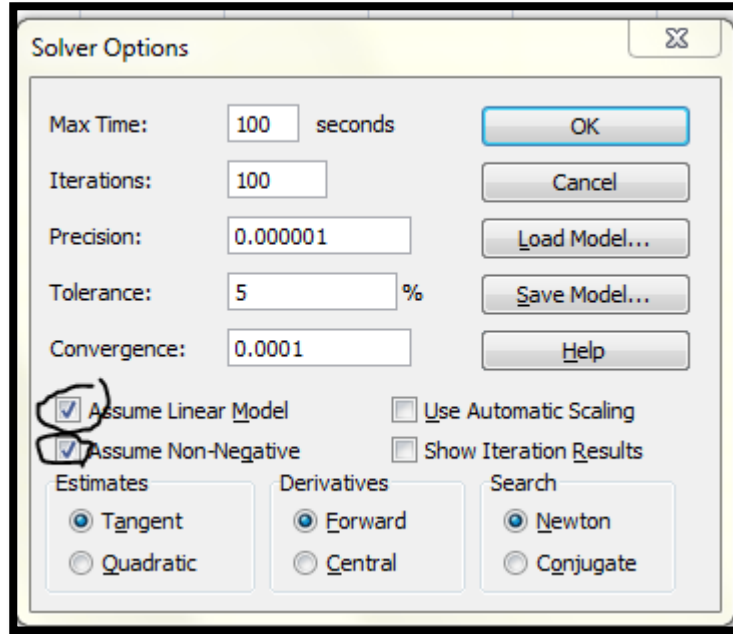 Solver Options
Max Time: 100 seconds
OK
Iterations: 100
Cancel
Precision: 0.000001
Load Model...
Tolerance: 5 %
Save Model...
Convergence: 0.0001
Help
Assume Linear Model
Use Automatic Scaling
Assume Non-Negative
Show Iteration Results
Estimates
Derivatives
Search
Tangent
Forward
Newton
Quadratic
Central
Conjugate